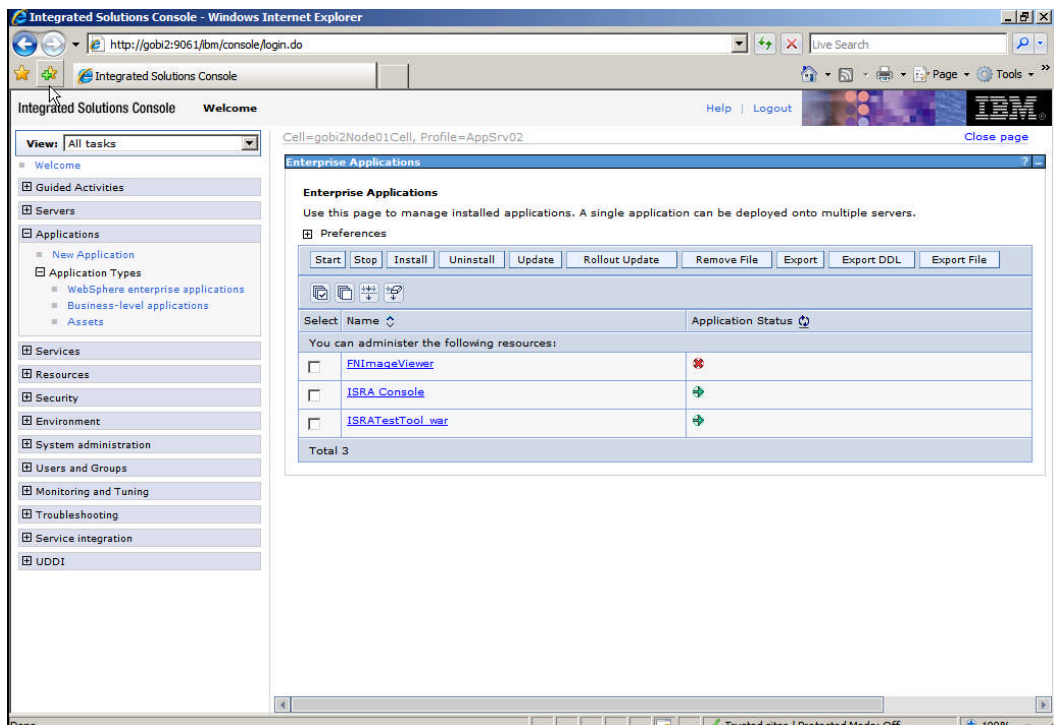 Integrated Solutions Console - Windows Internet Explorer
http://gobi2:9061/ibm/console/login.do
Live Search
Integrated Solutions Console
Page
Tools
Integrated Solutions Console Welcome
Help | Logout
IBM
View: All tasks
Welcome
Guided Activities
Servers
Applications
New Application
Application Types
WebSphere enterprise applications
Business-level applications
Assets
Services
Resources
Security
Environment
System administration
Users and Groups
Monitoring and Tuning
Troubleshooting
Service integration
UDDI
Cell=gobi2Node01Cell, Profile=AppSrv02
Close page
Enterprise Applications
Enterprise Applications
Use this page to manage installed applications. A single application can be deployed onto multiple servers.
Preferences
Start Stop Install Uninstall Update Rollout Update Remove File Export Export DDL Export File
Select Name Application Status
You can administer the following resources:
FNImageViewer
ISRA Console
ISRATestTool war
Total 3